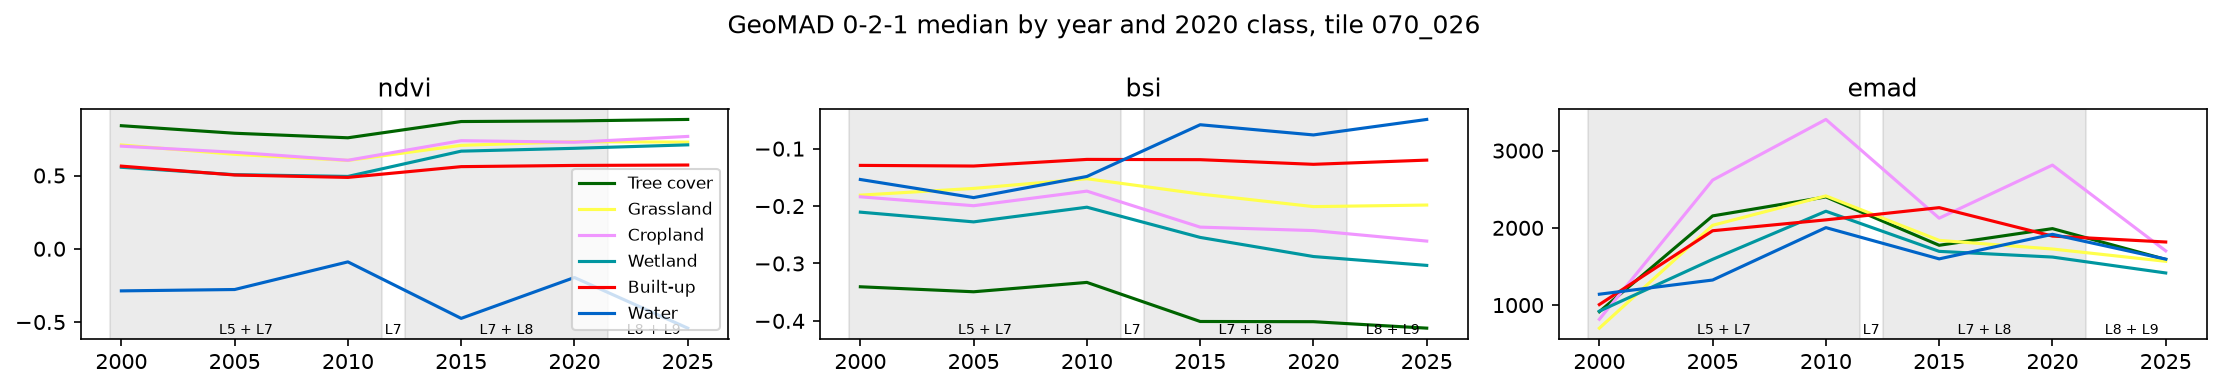 GeoMAD 0-2-1 median by year and 2020 class, tile 070_026
ndvi
0.5
0.0
−0.5
Tree cover
Grassland
Cropland
Wetland
Built-up
Water
L5 + L7
L7
L7 + L8
L8 + L9
2000 2005 2010 2015 2020 2025
bsi
−0.1
−0.2
−0.3
−0.4
L5 + L7
L7
L7 + L8
L8 + L9
2000 2005 2010 2015 2020 2025
emad
3000
2000
1000
L5 + L7
L7
L7 + L8
L8 + L9
2000 2005 2010 2015 2020 2025